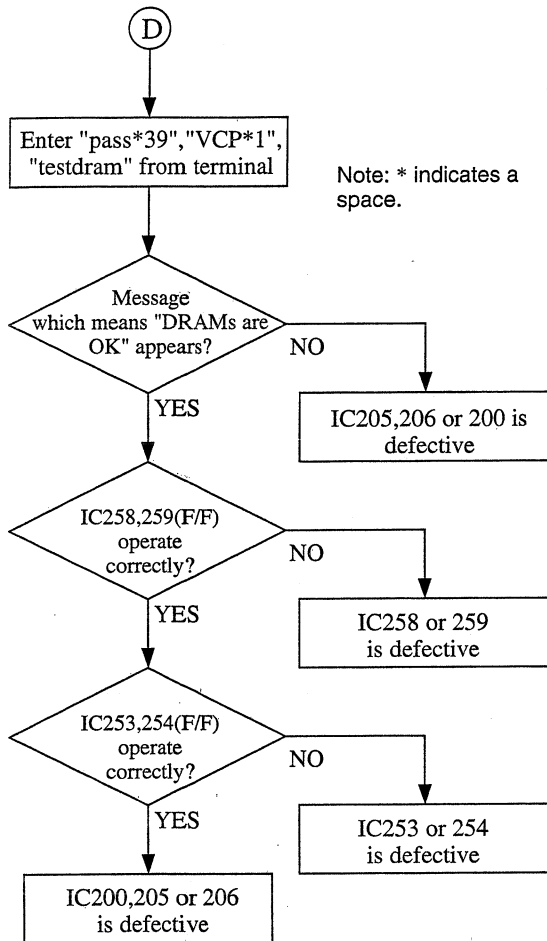 D
Enter "pass*39","VCP*1",
"testdram" from terminal
Note: * indicates a
space.
Message
which means "DRAMs are
OK" appears?
NO
YES
IC205,206 or 200 is
defective
IC258,259(F/F)
operate
correctly?
NO
YES
IC258 or 259
is defective
IC253,254(F/F)
operate
correctly?
NO
YES
IC253 or 254
is defective
IC200,205 or 206
is defective